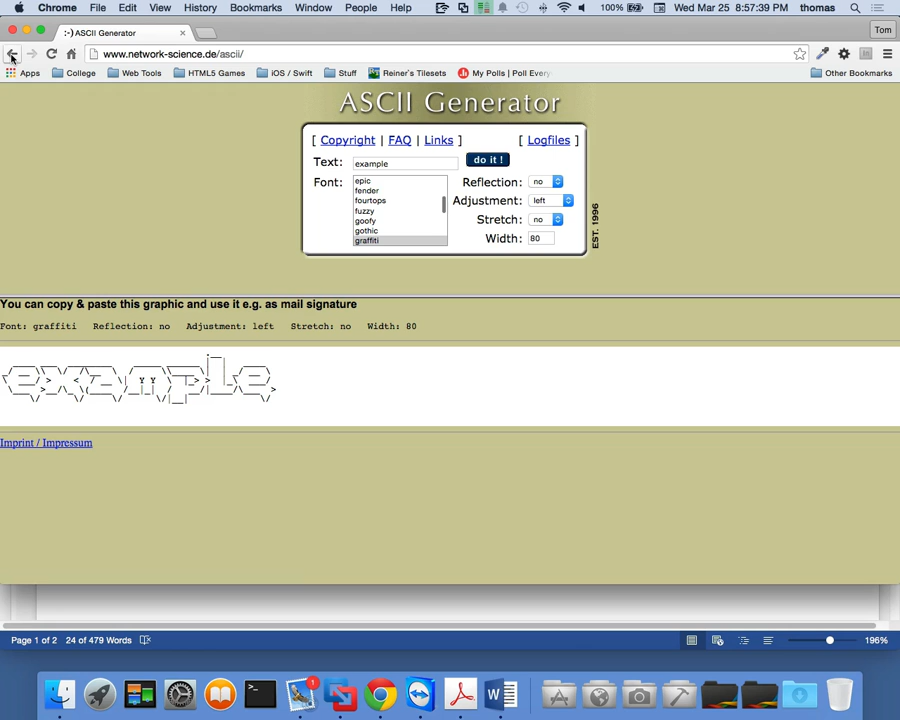 Chrome File Edit View History Bookmarks Window People Help 100% Wed Mar 25 8:57:39 PM thomas
:-) ASCII Generator Tom
www.network-science.de/ascii/
Apps College Web Tools HTML5 Games iOS / Swift Stuff Reiner's Tilesets My Polls | Poll Every Other Bookmarks
ASCII Generator
[ Copyright | FAQ | Links ] [ Logfiles ]
Text: example do it !
Font: epic
fender
fourtops
fuzzy
goofy
gothic
graffiti
Reflection: no
Adjustment: left
Stretch: no
Width: 80
EST. 1996
You can copy & paste this graphic and use it e.g. as mail signature
Font: graffiti Reflection: no Adjustment: left Stretch: no Width: 80
example
Imprint / Impressum
Page 1 of 2 24 of 479 Words 196%
1